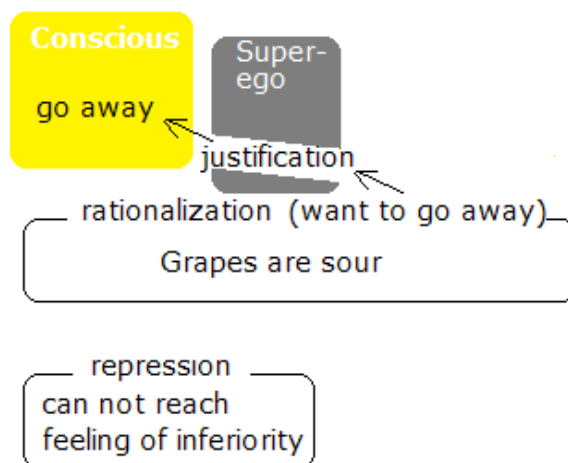 Conscious
Super-
ego
go away
justification
rationalization (want to go away)
Grapes are sour
repression
can not reach
feeling of inferiority